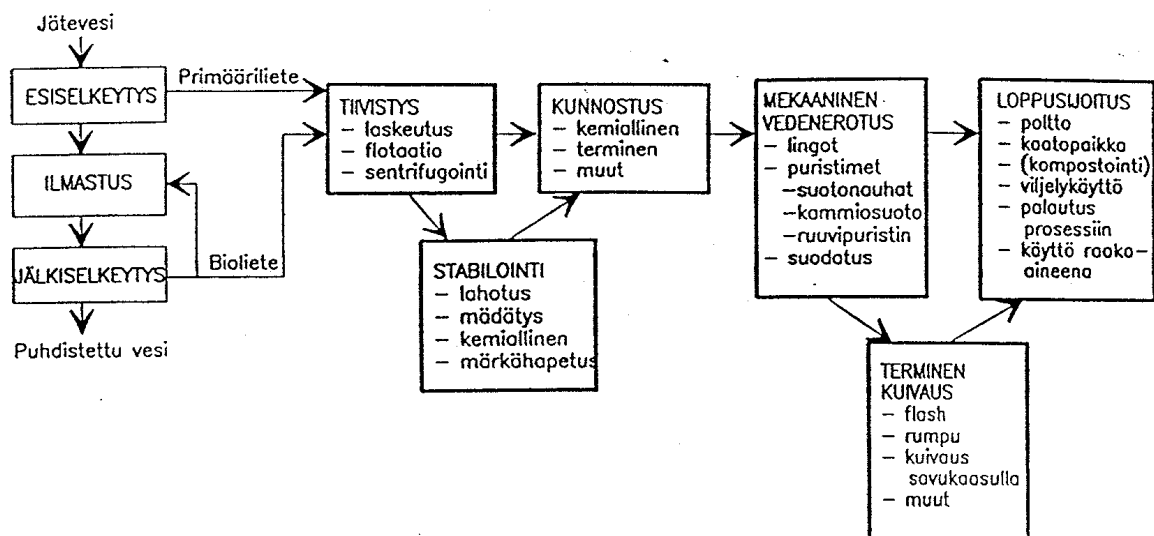 Jätevesi
ESISELKEYTYS
Primääriliete
ILMASTUS
JÄLKISELKEYTYS
Bioliete
Puhdistettu vesi
TIIVISTYS
– laskeutus
– flotaatio
– sentrifugointi
STABILOINTI
– lahotus
– mädätys
– kemiallinen
– märkähapetus
KUNNOSTUS
– kemiallinen
– terminen
– muut
MEKAANINEN
VEDENEROTUS
– lingot
– puristimet
–suotonauhat
–kammiosuoto
–ruuvipuristin
– suodatus
TERMINEN
KUIVAUS
– flash
– rumpu
– kuivaus
savukaasulla
– muut
LOPPUSIJOITUS
– poltto
– kaatopaikka
– (kompostointi)
– viljelykäyttö
– palautus
prosessiin
– käyttö raaka–
aineena